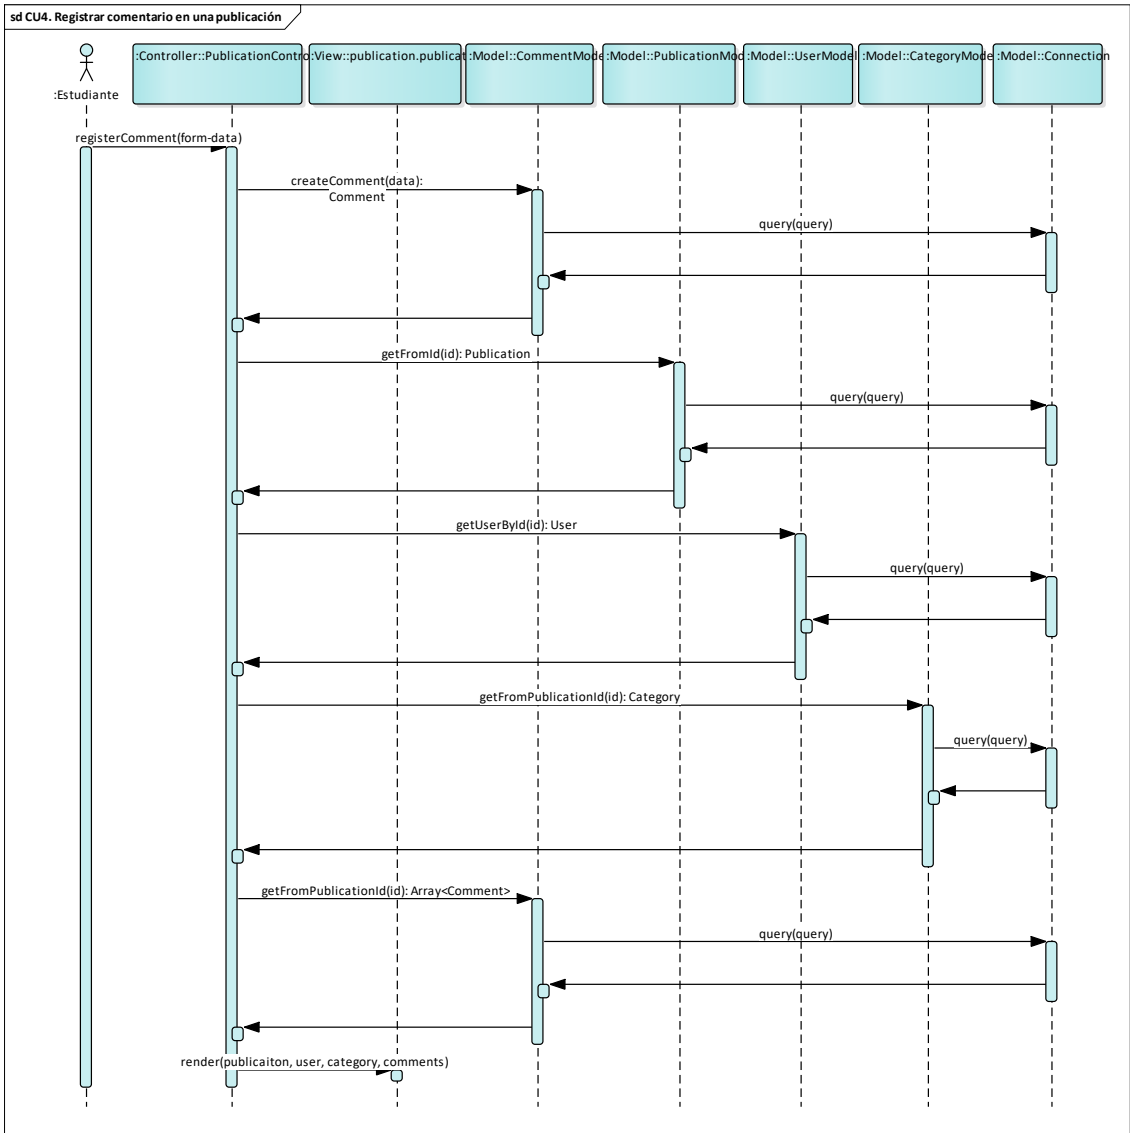 sd CU4. Registrar comentario en una publicación
:Estudiante
:Controller::PublicationContro
:View::publication.publicat
:Model::CommentMode
:Model::PublicationMod
:Model::UserModel
:Model::CategoryMode
:Model::Connection
registerComment(form-data)
createComment(data):
Comment
query(query)
getFromId(id): Publication
query(query)
getUserById(id): User
query(query)
getFromPublicationId(id): Category
query(query)
getFromPublicationId(id): Array<Comment>
query(query)
render(publicaiton, user, category, comments)